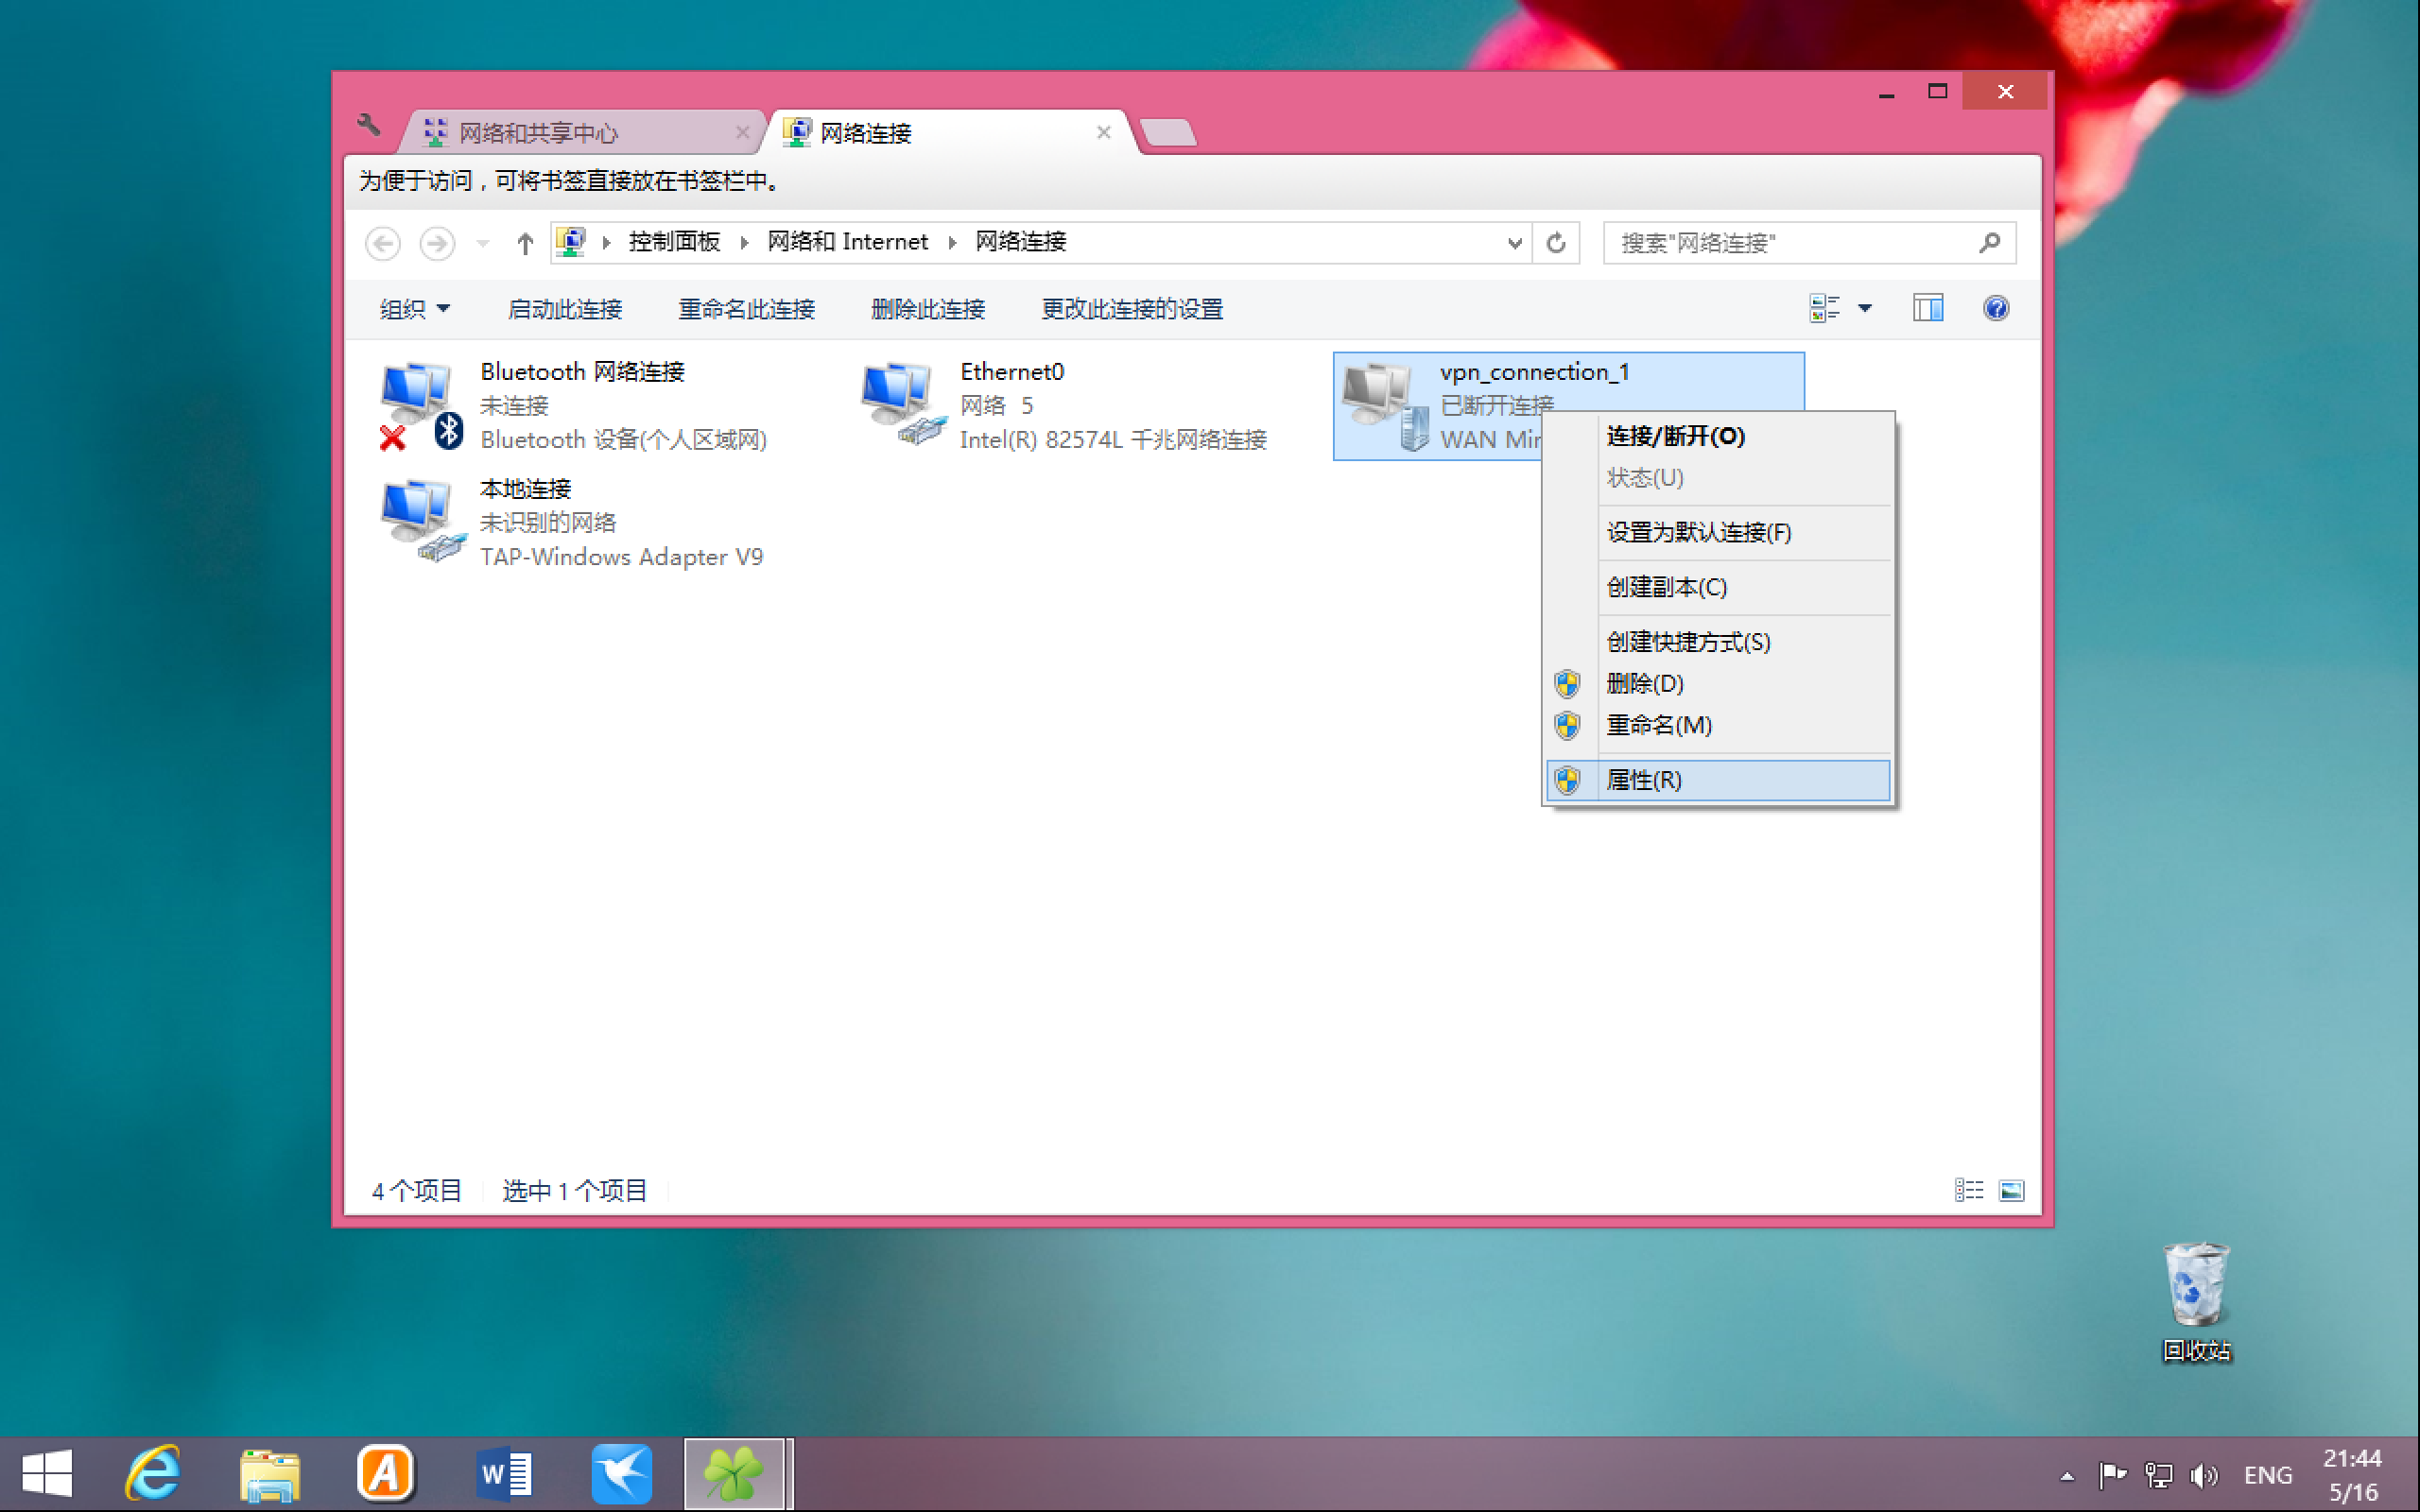 网络和共享中心
网络连接
为便于访问，可将书签直接放在书签栏中。
控制面板
网络和 Internet
网络连接
搜索"网络连接"
组织
启动此连接
重命名此连接
删除此连接
更改此连接的设置
Bluetooth 网络连接
未连接
Bluetooth 设备(个人区域网)
Ethernet0
网络 5
Intel(R) 82574L 千兆网络连接
vpn_connection_1
已断开连接
WAN Mir
本地连接
未识别的网络
TAP-Windows Adapter V9
连接/断开(O)
状态(U)
设置为默认连接(F)
创建副本(C)
创建快捷方式(S)
删除(D)
重命名(M)
属性(R)
4 个项目
选中 1 个项目
回收站
ENG
21:44
5/16